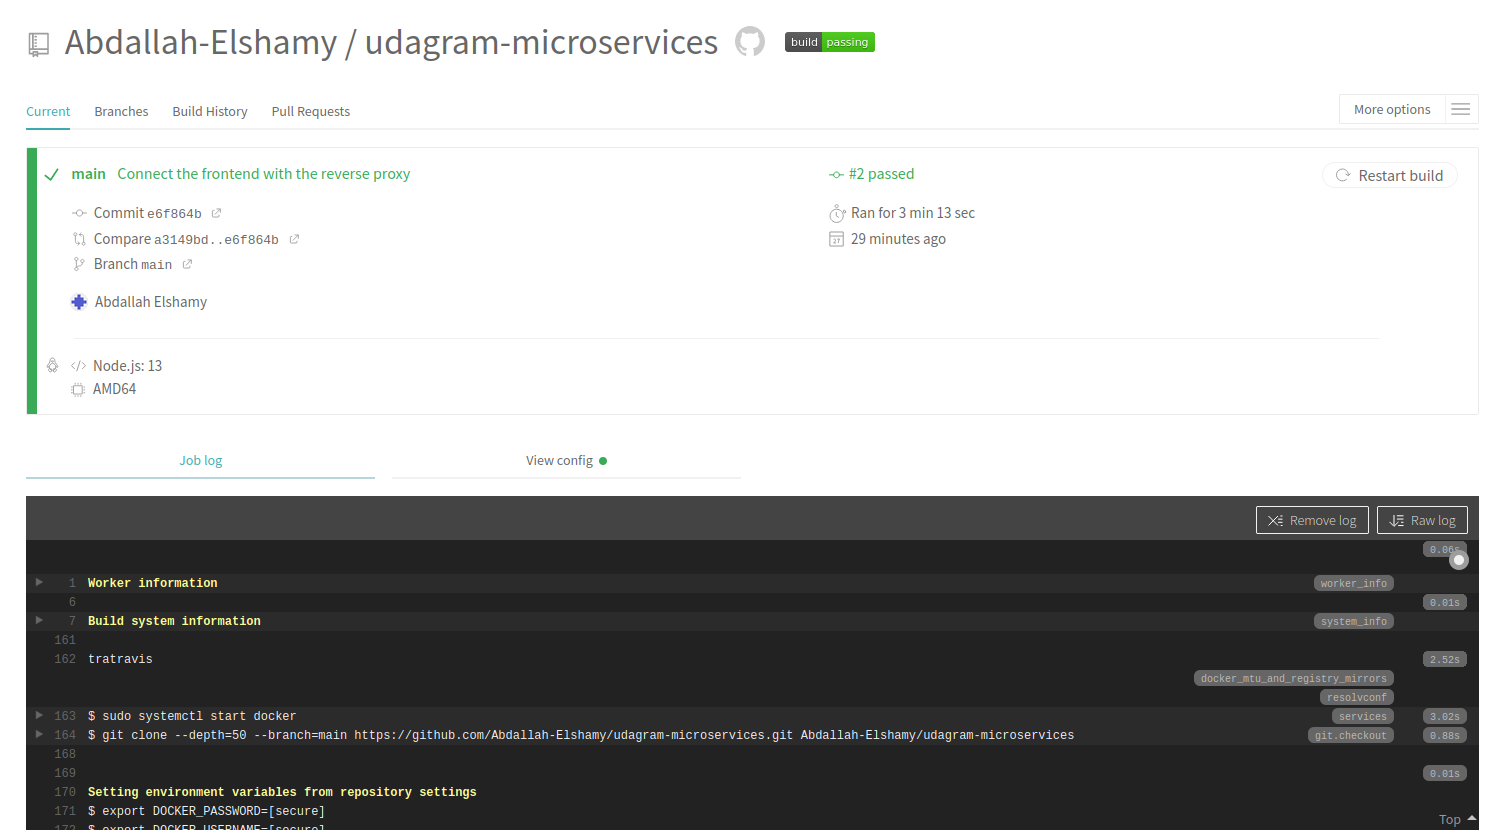 Abdallah-Elshamy / udagram-microservices
build passing
Current Branches Build History Pull Requests
More options
main Connect the frontend with the reverse proxy
#2 passed
Restart build
Commit e6f864b
Ran for 3 min 13 sec
Compare a3149bd..e6f864b
29 minutes ago
Branch main
Abdallah Elshamy
Node.js: 13
AMD64
Job log
View config
Remove log
Raw log
0.06s
1 Worker information worker_info
6 0.01s
7 Build system information system_info
161
162 tratravis 2.52s
docker_mtu_and_registry_mirrors
resolvconf
163 $ sudo systemctl start docker services 3.02s
164 $ git clone --depth=50 --branch=main https://github.com/Abdallah-Elshamy/udagram-microservices.git Abdallah-Elshamy/udagram-microservices git.checkout 0.88s
168
169 0.01s
170 Setting environment variables from repository settings
171 $ export DOCKER_PASSWORD=[secure]
172 $ export DOCKER_USERNAME=[secure]
Top